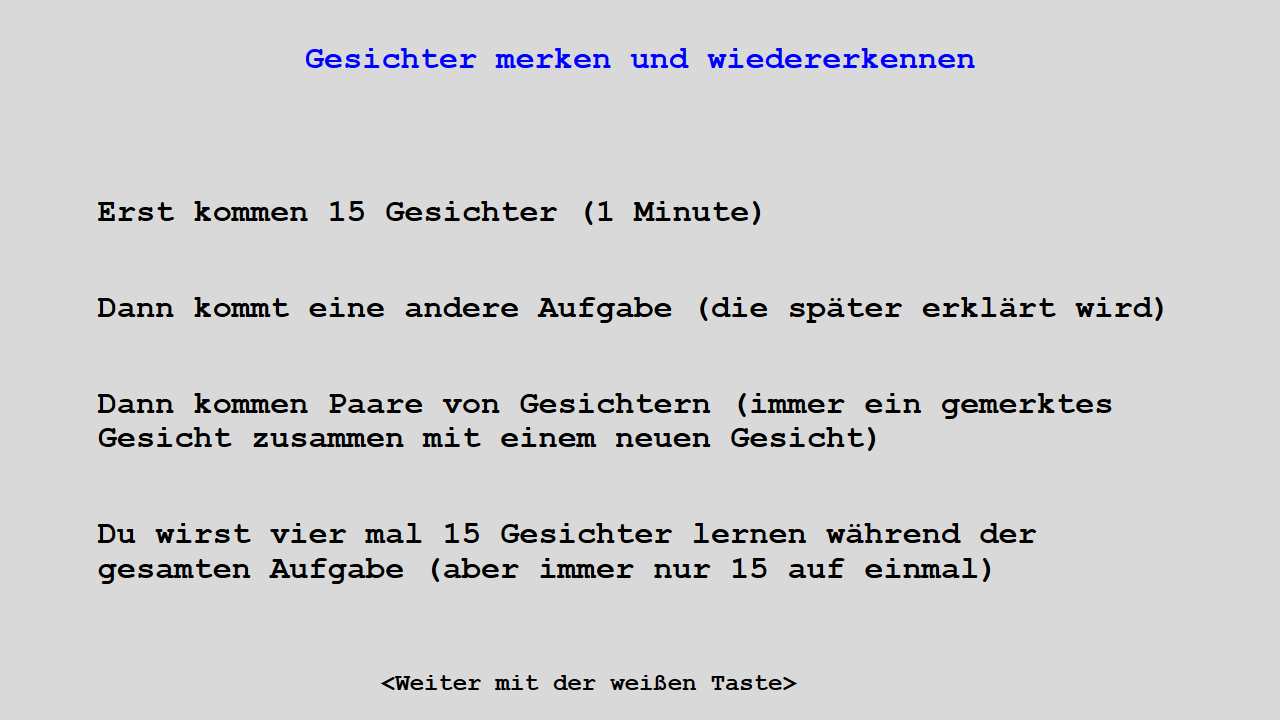 Gesichter merken und wiedererkennen
Erst kommen 15 Gesichter (1 Minute)
Dann kommt eine andere Aufgabe (die später erklärt wird)
Dann kommen Paare von Gesichtern (immer ein gemerktes
Gesicht zusammen mit einem neuen Gesicht)
Du wirst vier mal 15 Gesichter lernen während der
gesamten Aufgabe (aber immer nur 15 auf einmal)
<Weiter mit der weißen Taste>